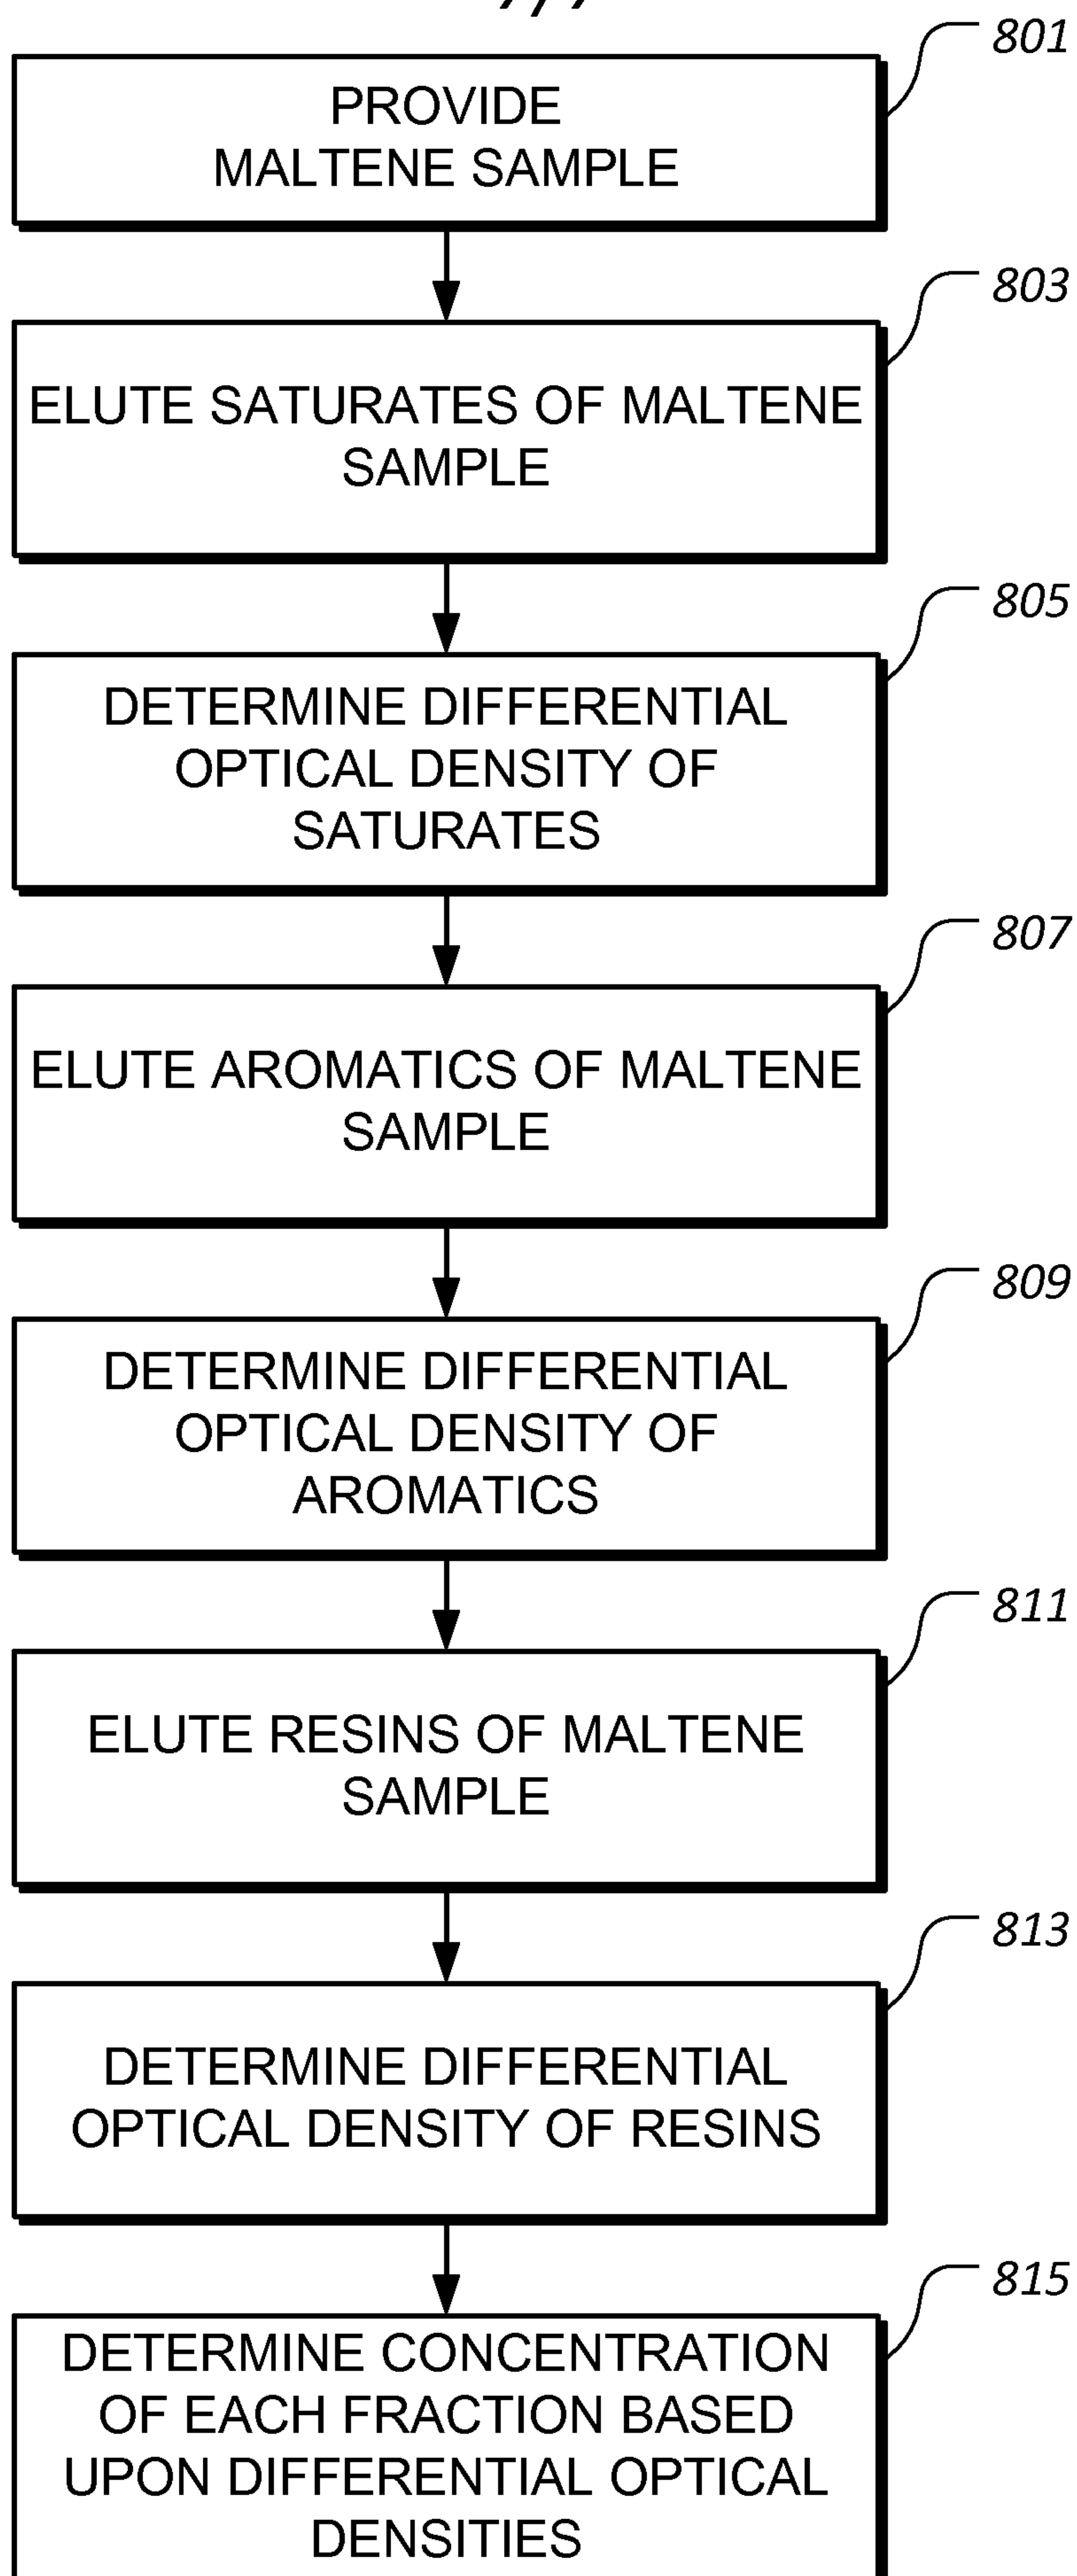 801
PROVIDE
MALTENE SAMPLE
803
ELUTE SATURATES OF MALTENE
SAMPLE
805
DETERMINE DIFFERENTIAL
OPTICAL DENSITY OF
SATURATES
807
ELUTE AROMATICS OF MALTENE
SAMPLE
809
DETERMINE DIFFERENTIAL
OPTICAL DENSITY OF
AROMATICS
811
ELUTE RESINS OF MALTENE
SAMPLE
813
DETERMINE DIFFERENTIAL
OPTICAL DENSITY OF RESINS
815
DETERMINE CONCENTRATION
OF EACH FRACTION BASED
UPON DIFFERENTIAL OPTICAL
DENSITIES